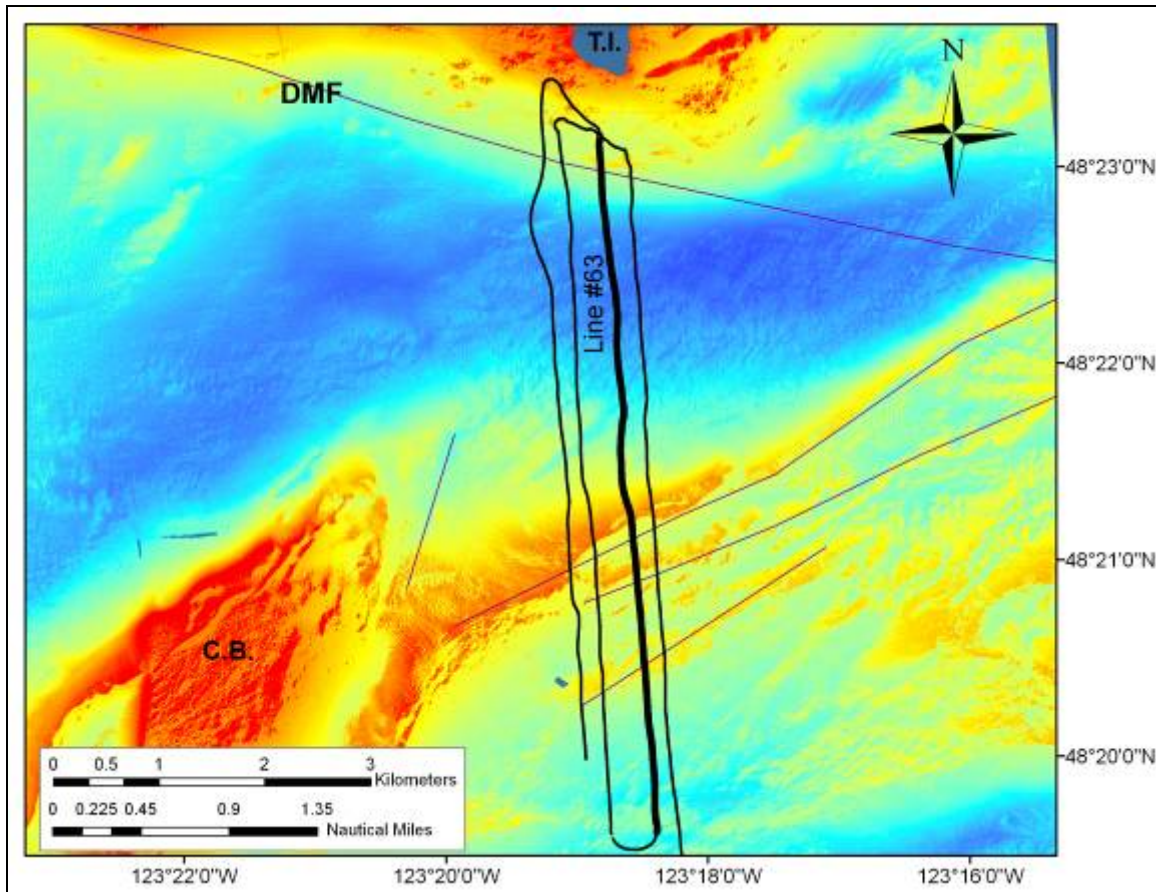 T.I.
N
DMF
48°23'0"N
Line #63
48°22'0"N
48°21'0"N
C.B.
48°20'0"N
0 0.5 1 2 3
Kilometers
0 0.225 0.45 0.9 1.35
Nautical Miles
123°22'0"W 123°20'0"W 123°18'0"W 123°16'0"W